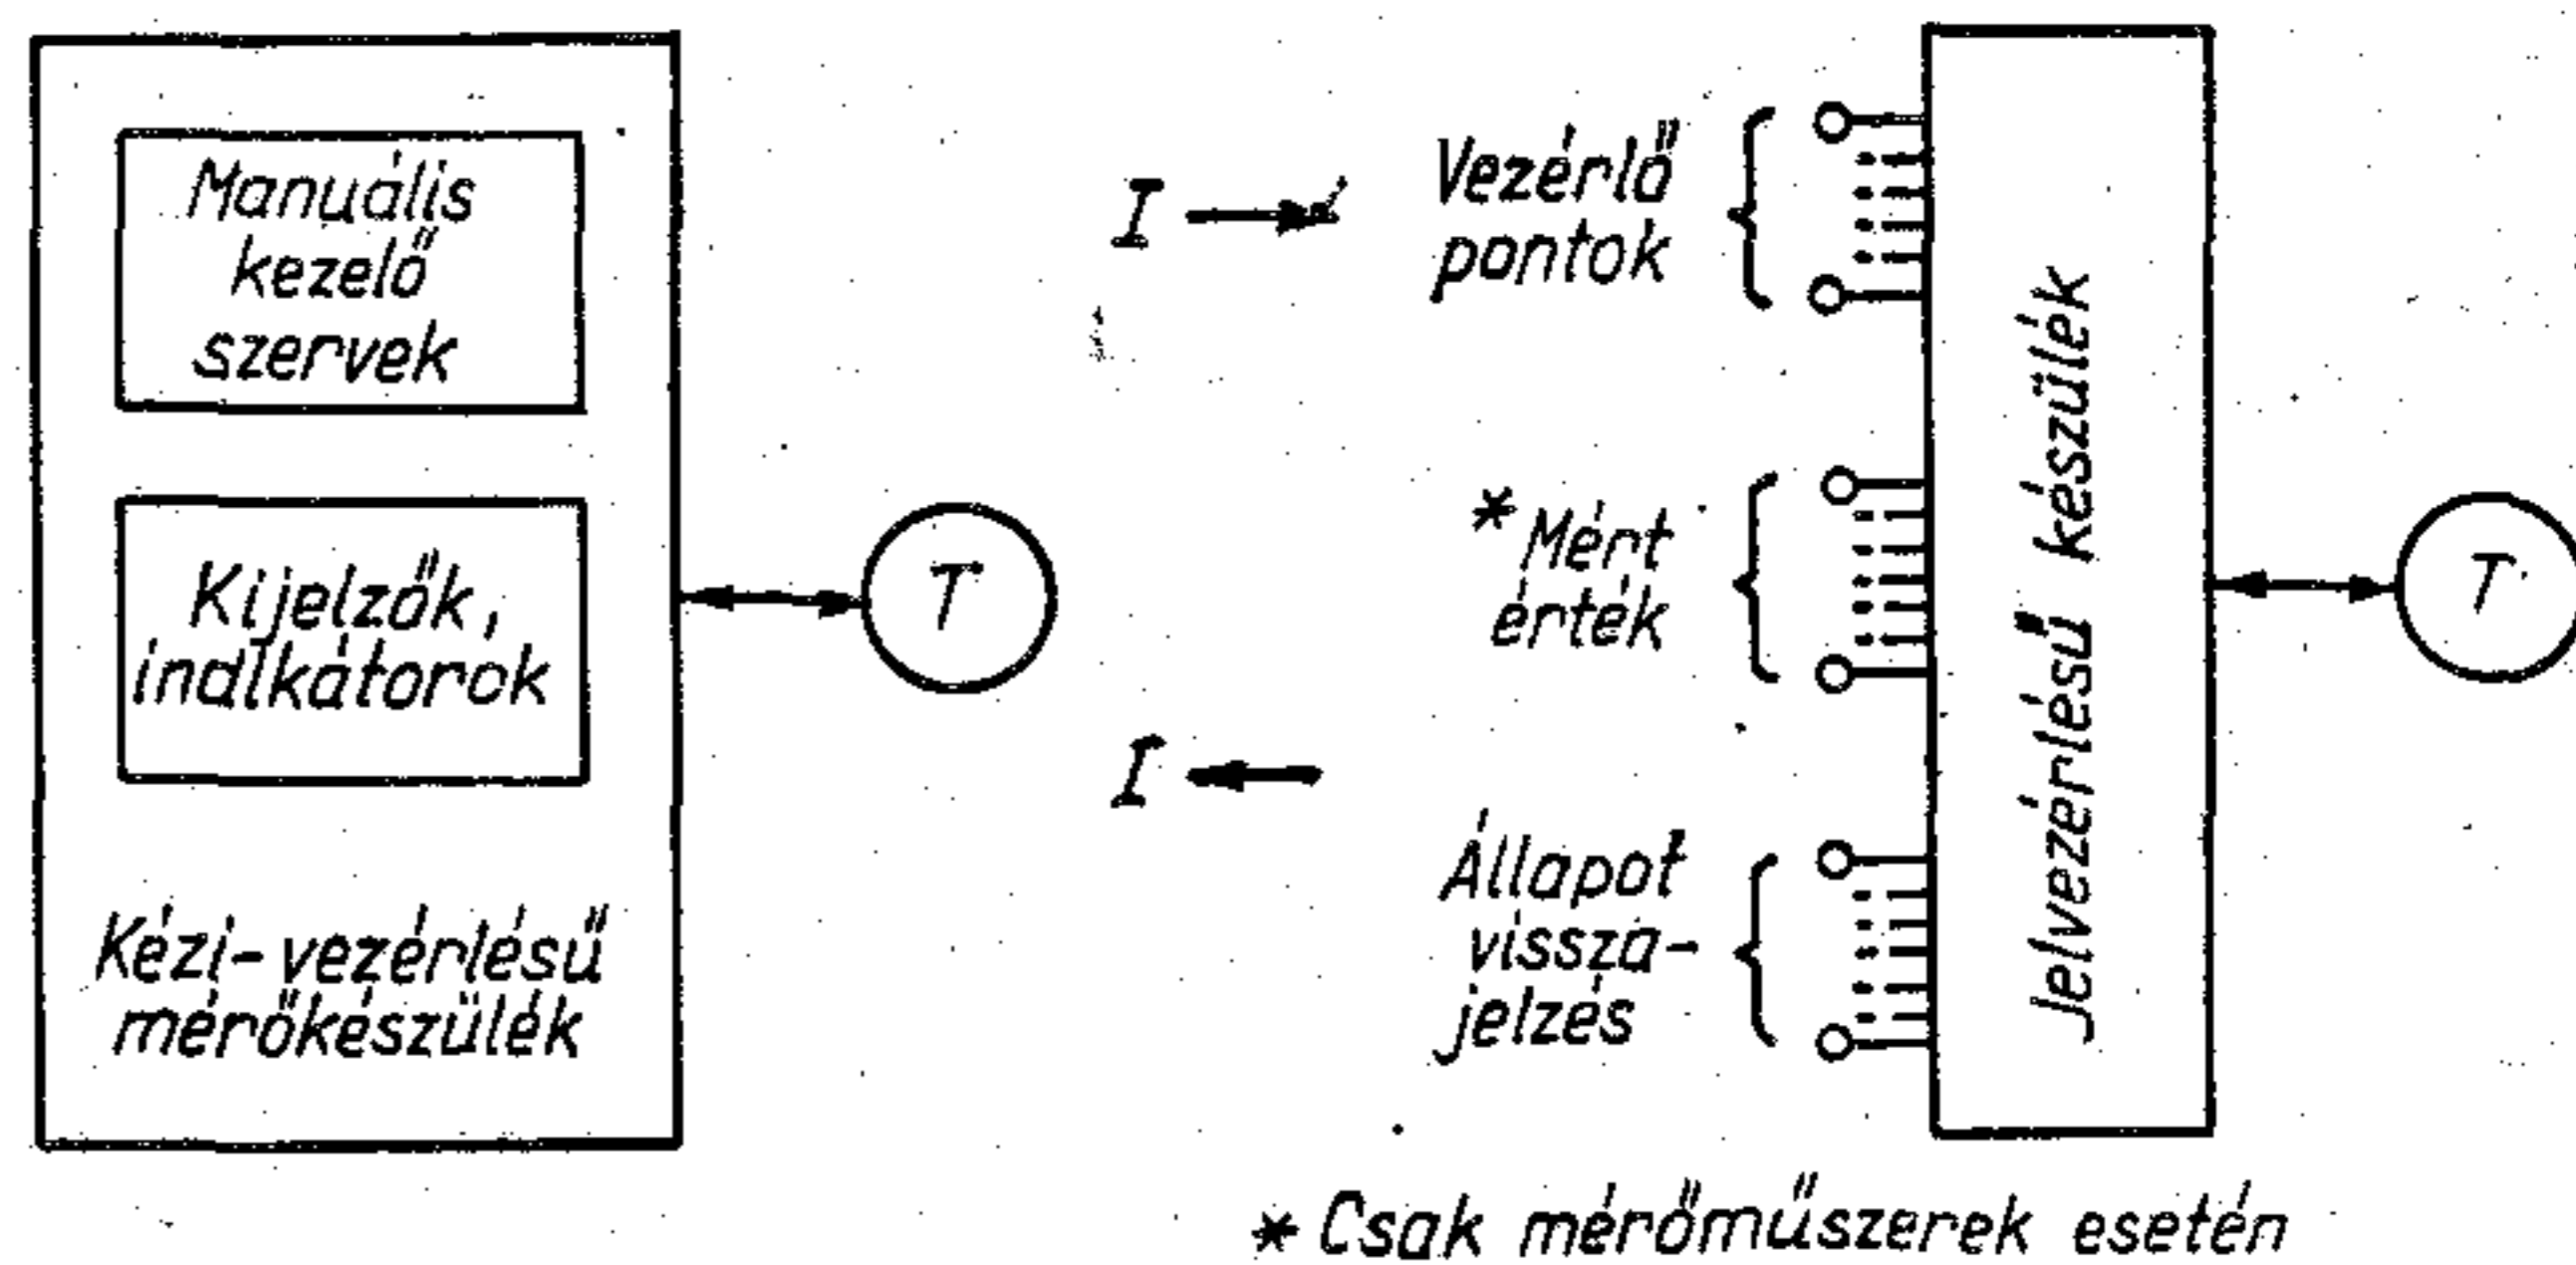 Manuális
kezelő
szervek
Kijelzők,
indikátorok
Kézi-vezérlésű
mérőkészülék
T
I
Vezérlő
pontok
* Mért
érték
I
Állapot
vissza-
jelzés
Jelvezérlésű készülék
T
* Csak mérőműszerek esetén